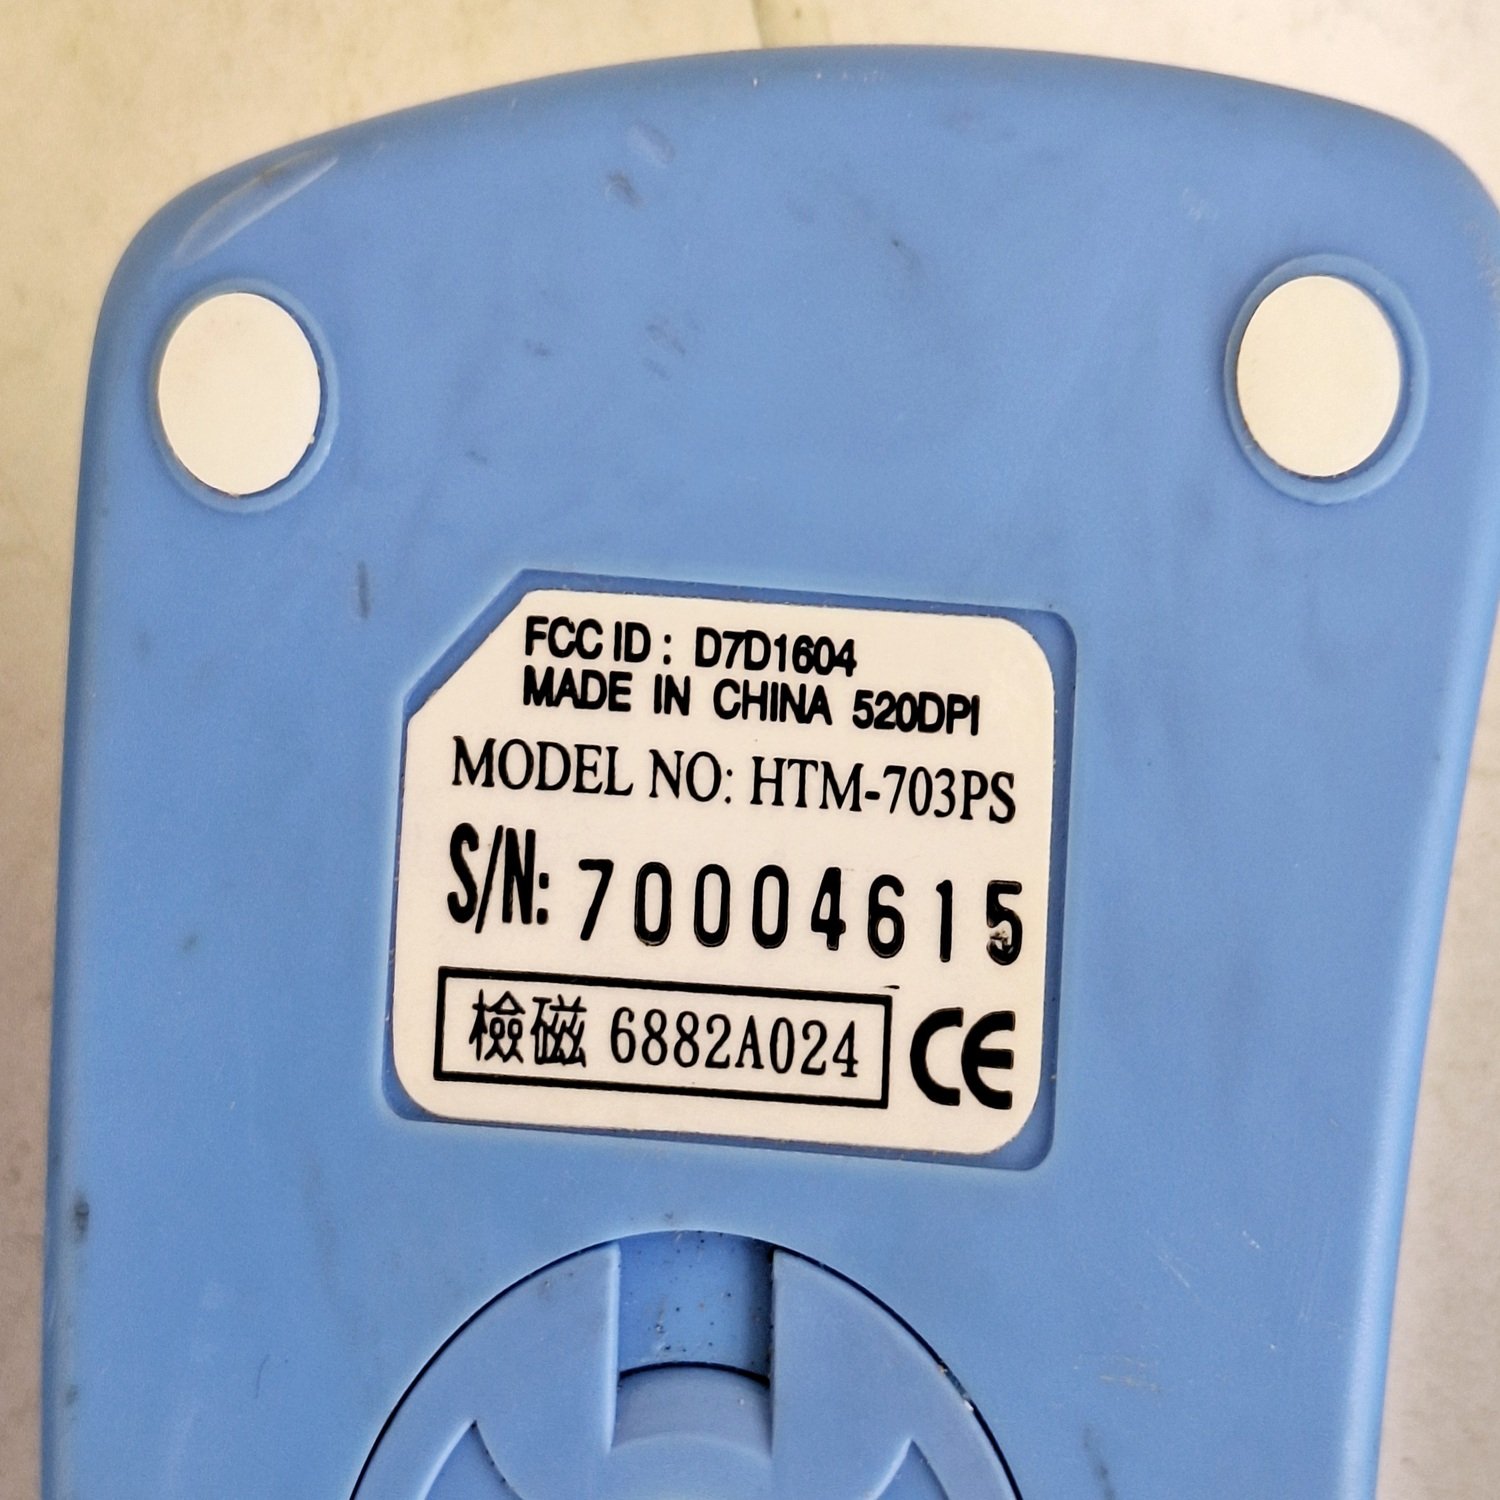 FCC ID : D7D1604
MADE IN CHINA 520DPI
MODEL NO: HTM-703PS
S/N: 70004615
檢磁 6882A024 CE